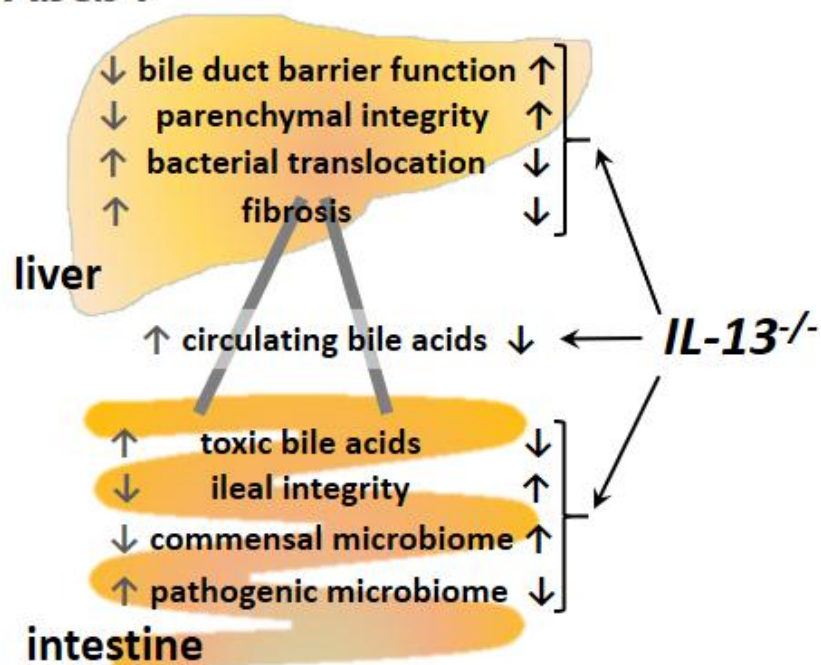 ↓ bile duct barrier function ↑
↓ parenchymal integrity ↑
↑ bacterial translocation ↓
↑ fibrosis ↓
liver
↑ circulating bile acids ↓
IL-13-/-
↑ toxic bile acids ↓
↓ ileal integrity ↑
↓ commensal microbiome ↑
↑ pathogenic microbiome ↓
intestine